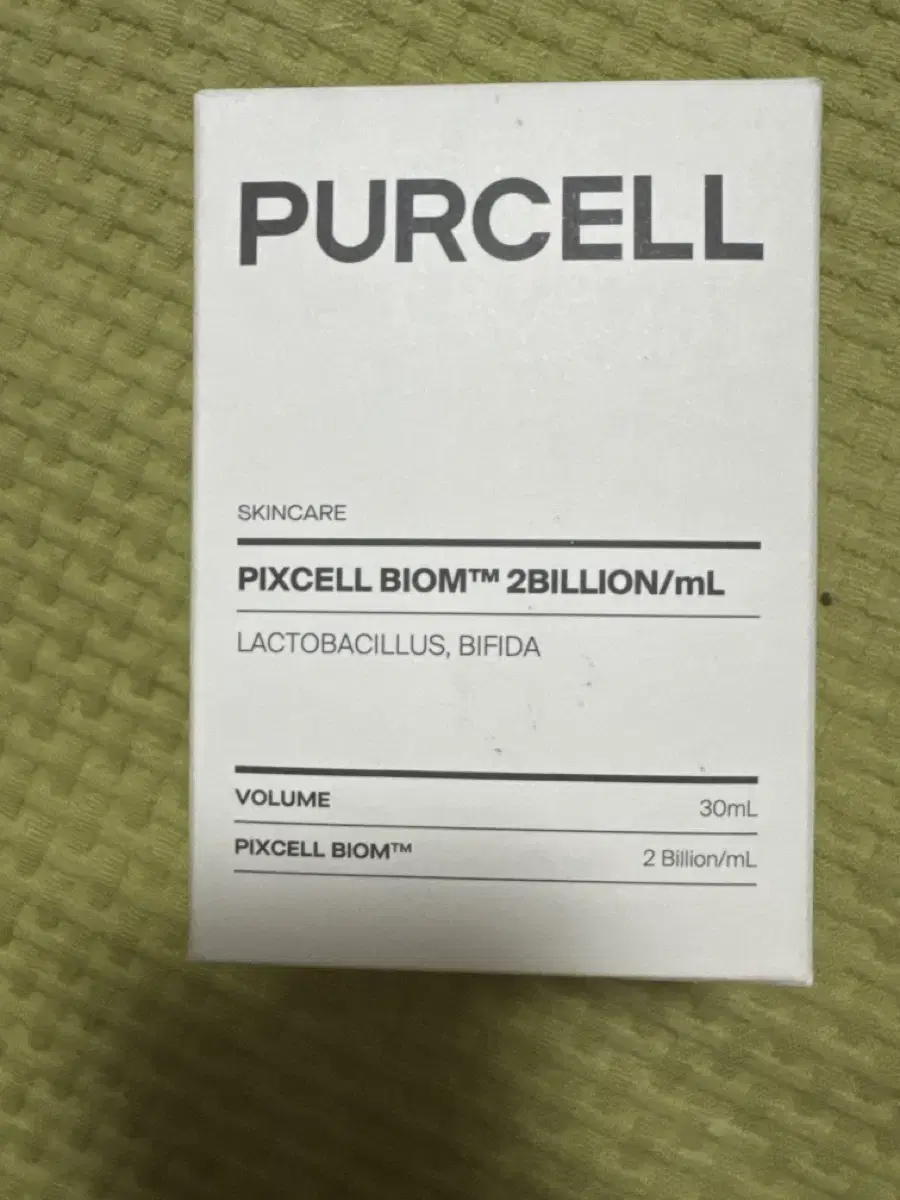 PURCELL
SKINCARE
PIXCELL BIOM™ 2BILLION/mL
LACTOBACILLUS, BIFIDA
VOLUME 30mL
PIXCELL BIOM™ 2 Billion/mL